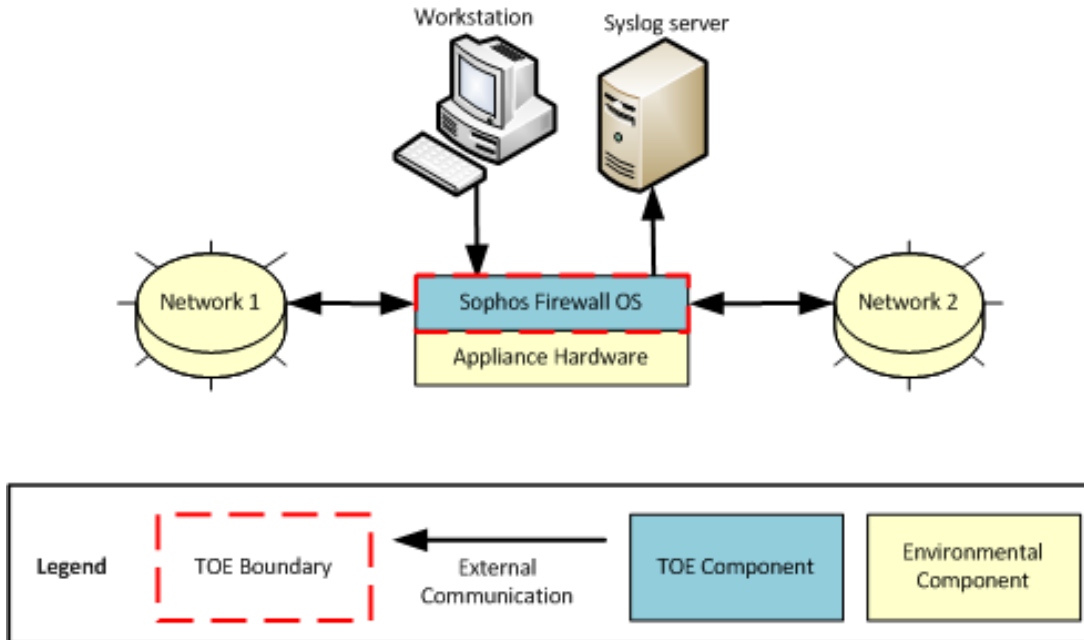 Workstation
Syslog server
Network 1
Sophos Firewall OS
Network 2
Appliance Hardware
Legend
TOE Boundary
External
Communication
TOE Component
Environmental
Component